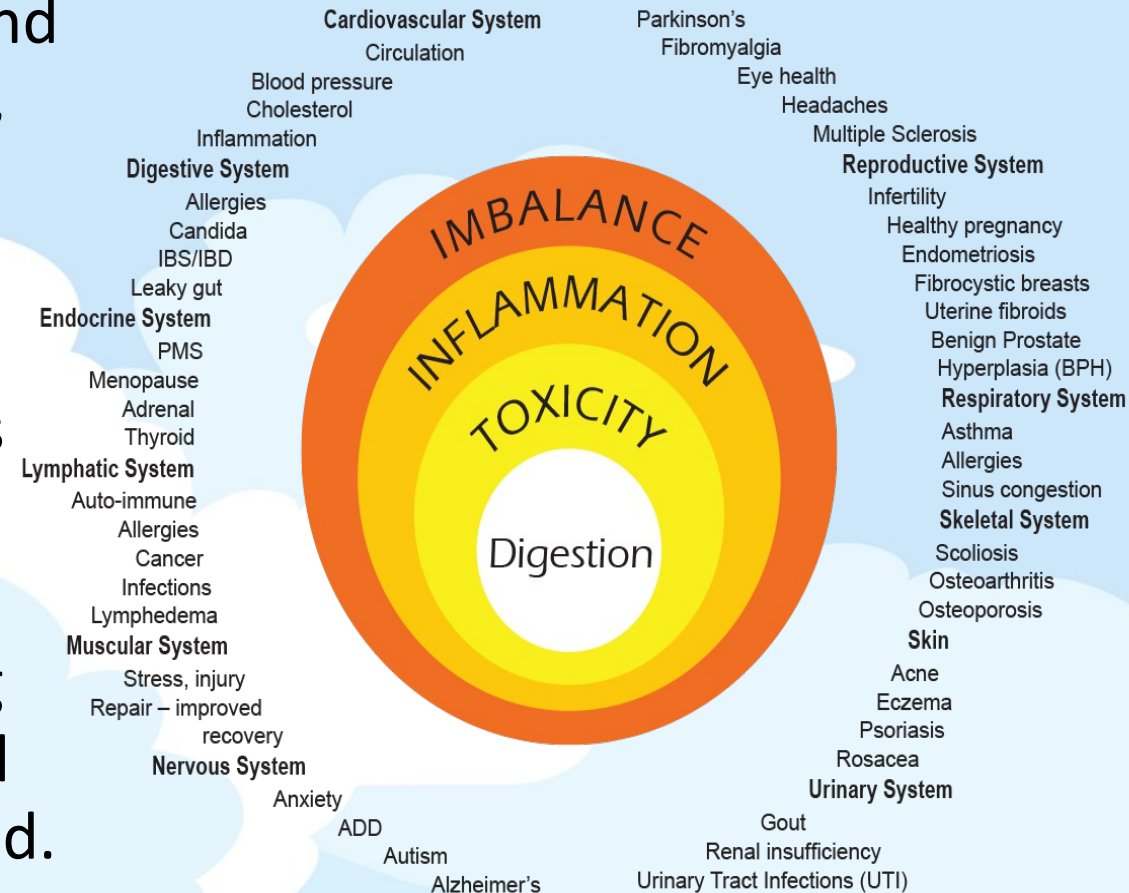 nd
Cardiovascular System
Circulation
Blood pressure
Cholesterol
Inflammation
Digestive System
Allergies
Candida
IBS/IBD
Leaky gut
Endocrine System
PMS
Menopause
Adrenal
Thyroid
Lymphatic System
Auto-immune
Allergies
Cancer
Infections
Lymphedema
Muscular System
Stress, injury
Repair – improved
recovery
Nervous System
Anxiety
ADD
Autism
Alzheimer's
d.
IMBALANCE
INFLAMMATION
TOXICITY
Digestion
Parkinson's
Fibromyalgia
Eye health
Headaches
Multiple Sclerosis
Reproductive System
Infertility
Healthy pregnancy
Endometriosis
Fibrocystic breasts
Uterine fibroids
Benign Prostate
Hyperplasia (BPH)
Respiratory System
Asthma
Allergies
Sinus congestion
Skeletal System
Scoliosis
Osteoarthritis
Osteoporosis
Skin
Acne
Eczema
Psoriasis
Rosacea
Urinary System
Gout
Renal insufficiency
Urinary Tract Infections (UTI)